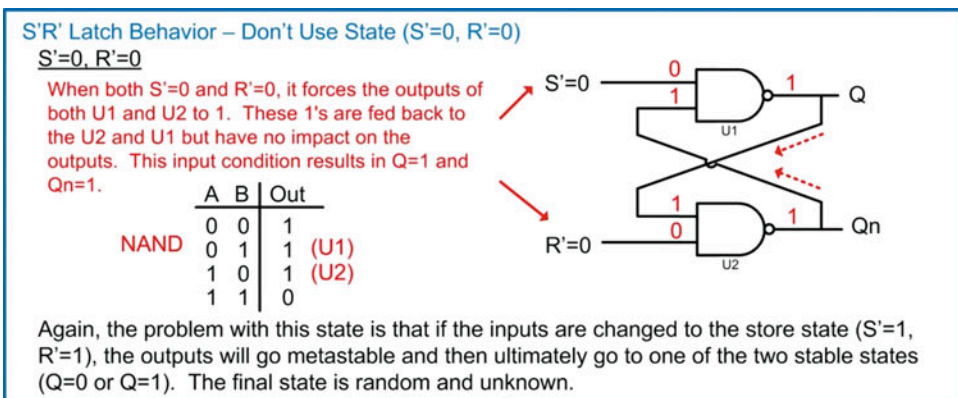 S'R' Latch Behavior – Don't Use State (S'=0, R'=0)
S'=0, R'=0
When both S'=0 and R'=0, it forces the outputs of
both U1 and U2 to 1. These 1's are fed back to
the U2 and U1 but have no impact on the
outputs. This input condition results in Q=1 and
Qn=1.
S'=0
0
1
1
Q
U1
A B Out
0 0 1
NAND 0 1 1 (U1)
1 0 1 (U2)
1 1 0
R'=0
1
0
1
Qn
U2
Again, the problem with this state is that if the inputs are changed to the store state (S'=1,
R'=1), the outputs will go metastable and then ultimately go to one of the two stable states
(Q=0 or Q=1). The final state is random and unknown.